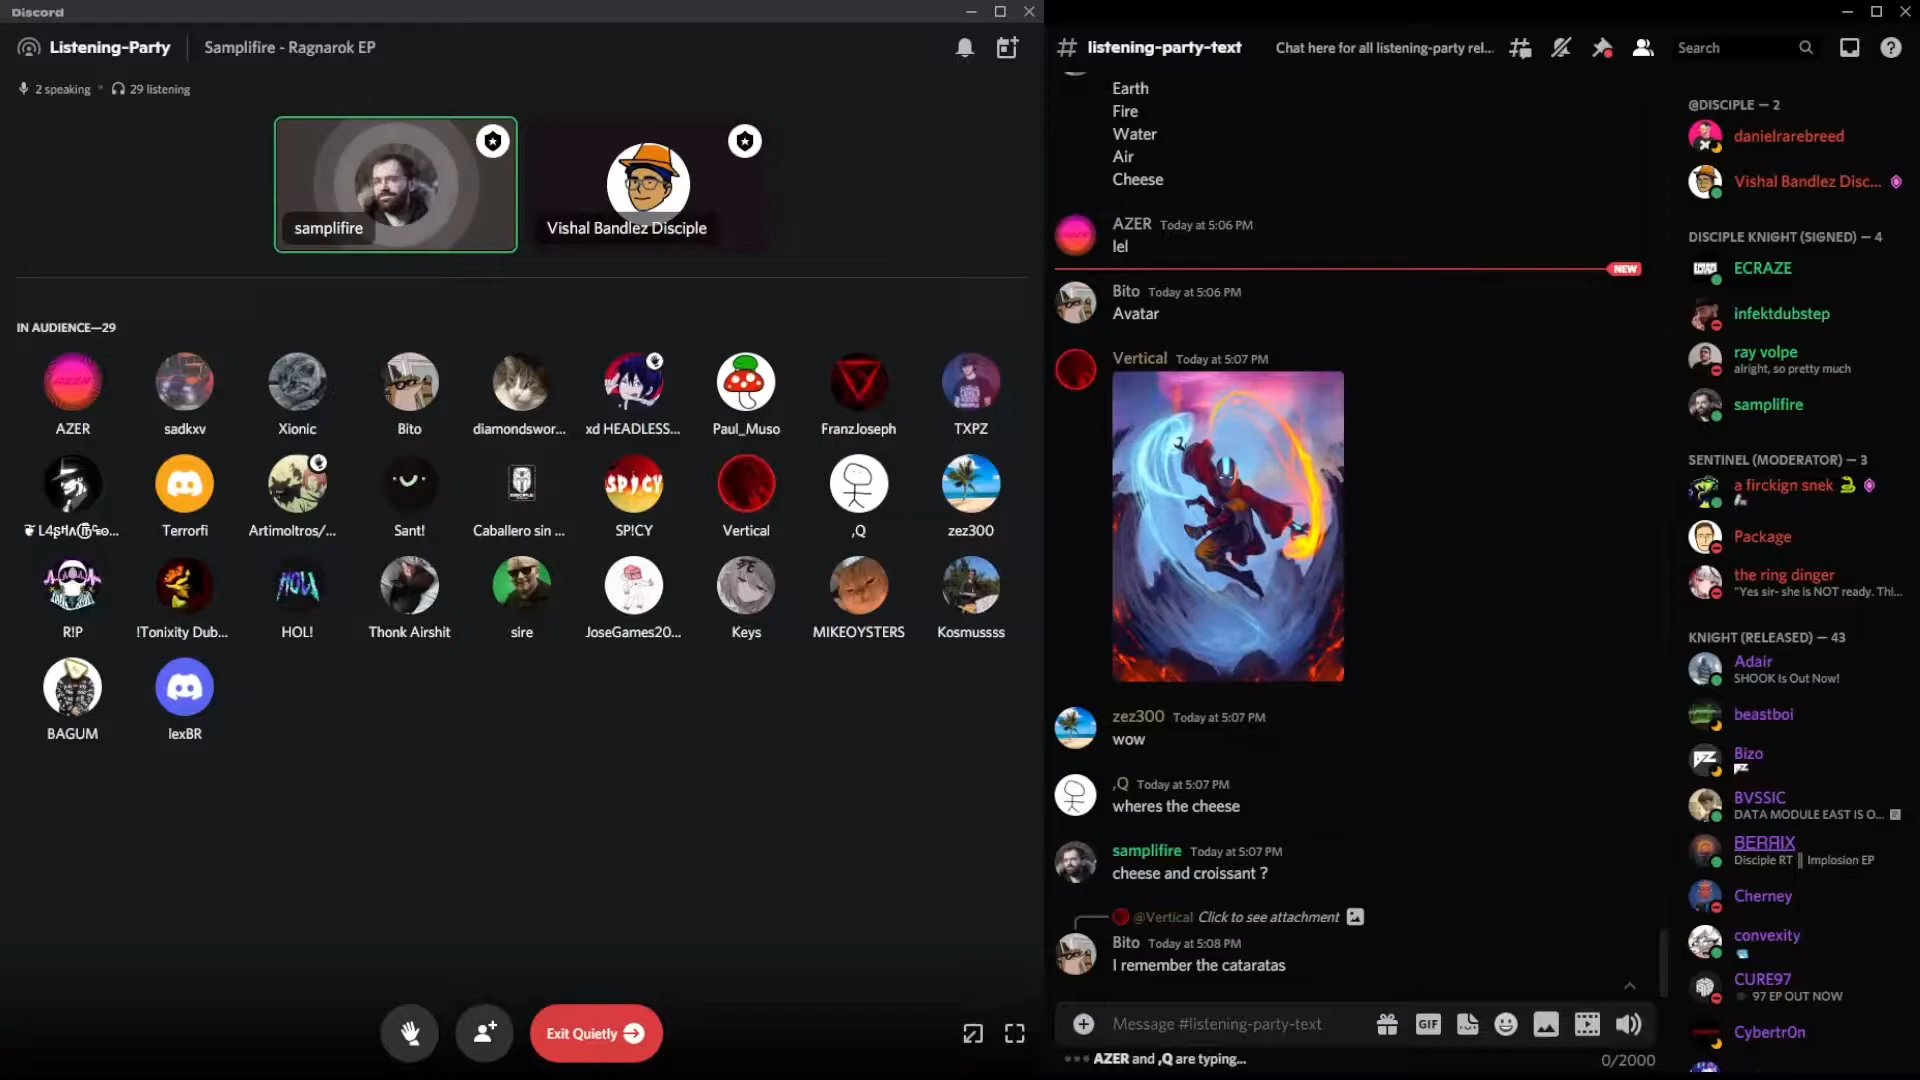 Discord
Listening-Party
Samplifire - Ragnarok EP
2 speaking • 29 listening
samplifire
Vishal Bandlez Disciple
IN AUDIENCE—29
AZER
sadkxv
Xionic
Bito
diamondswor...
xd HEADLESS...
Paul_Muso
FranzJoseph
TXPZ
Terrorfi
Artimoltros/...
Sant!
Caballero sin ...
SP!CY
Vertical
,Q
zez300
R!P
!Tonixity Dub...
HOL!
Thonk Airshit
sire
JoseGames20...
Keys
MIKEOYSTERS
Kosmussss
BAGUM
lexBR
Exit Quietly
# listening-party-text
Chat here for all listening-party rel...
Search
Earth
Fire
Water
Air
Cheese
AZER Today at 5:06 PM
lel
NEW
Bito Today at 5:06 PM
Avatar
Vertical Today at 5:07 PM
zez300 Today at 5:07 PM
wow
,Q Today at 5:07 PM
wheres the cheese
samplifire Today at 5:07 PM
cheese and croissant ?
@Vertical Click to see attachment
Bito Today at 5:08 PM
I remember the cataratas
Message #listening-party-text
GIF
AZER and ,Q are typing...
0/2000
@DISCIPLE — 2
danielrarebreed
Vishal Bandlez Disc...
DISCIPLE KNIGHT (SIGNED) — 4
ECRAZE
infektdubstep
ray volpe
alright, so pretty much
samplifire
SENTINEL (MODERATOR) — 3
a firckign snek
Package
the ring dinger
"Yes sir- she is NOT ready. Thi...
KNIGHT (RELEASED) — 43
Adair
SHOOK Is Out Now!
beastboi
Bizo
BVSSIC
DATA MODULE EAST IS O...
BERЯIX
Disciple RT || Implosion EP
Cherney
convexity
CURE97
97 EP OUT NOW
Cybertr0n